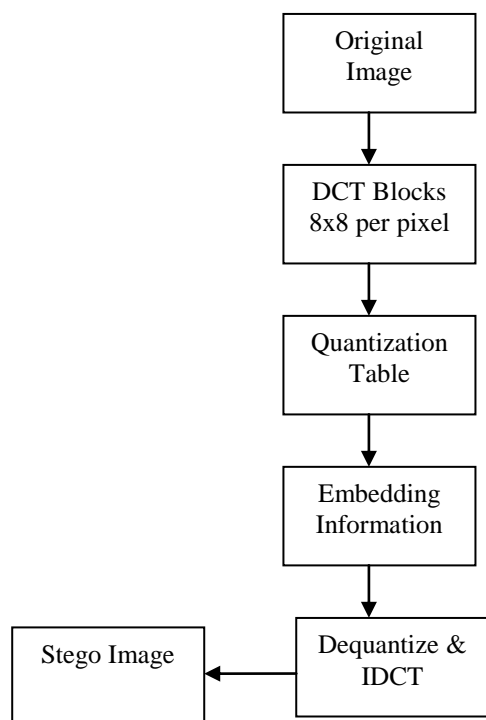 Original
Image
DCT Blocks
8x8 per pixel
Quantization
Table
Embedding
Information
Dequantize &
IDCT
Stego Image